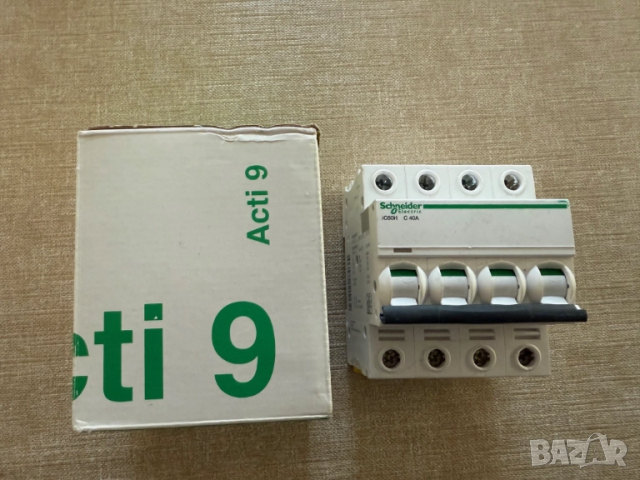 Acti 9
cti 9
Schneider
Electric
iC60H C 40A
BAZAR